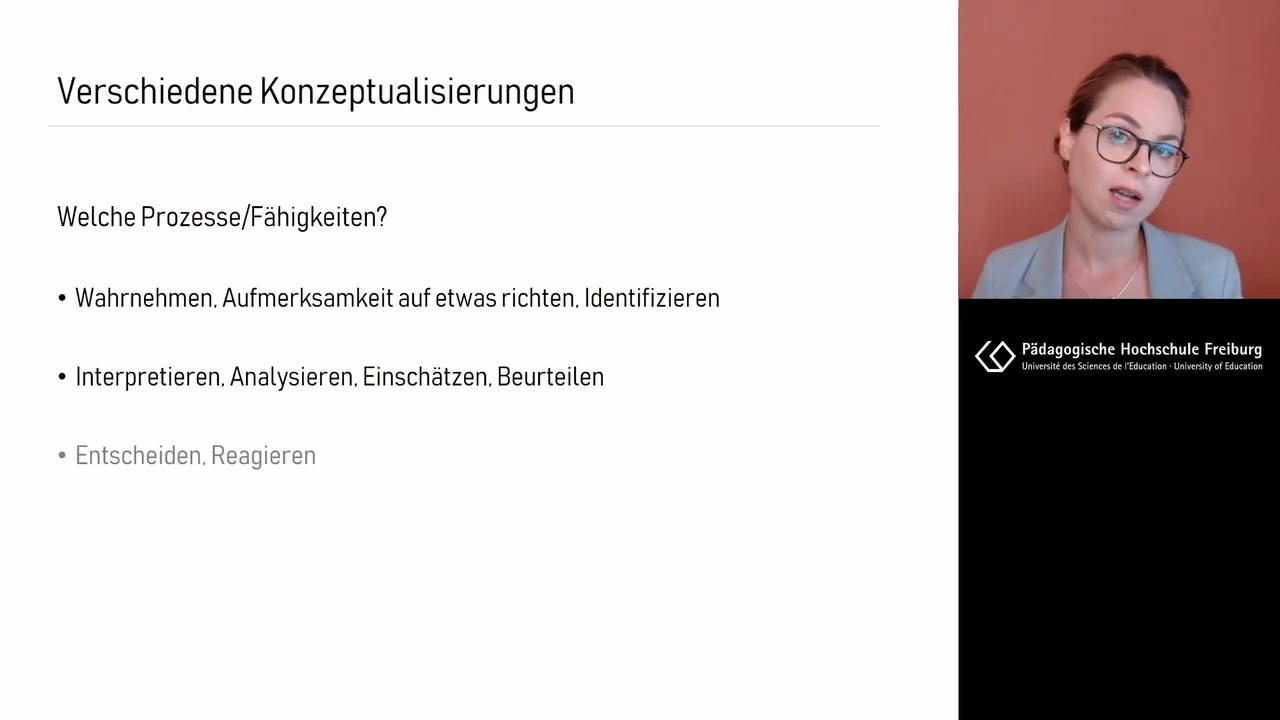 Verschiedene Konzeptualisierungen
Welche Prozesse/Fähigkeiten?
• Wahrnehmen, Aufmerksamkeit auf etwas richten, Identifizieren
• Interpretieren, Analysieren, Einschätzen, Beurteilen
• Entscheiden, Reagieren
Pädagogische Hochschule Freiburg
Université des Sciences de l'Education · University of Education